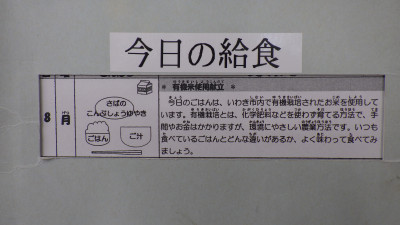 今日の給食
＊ 有機米使用献立 ＊
8
月
さばの
こんぶしょうゆやき
ごはん
ご汁
今日のごはんは、いわき市内で有機栽培されたお米を使用して
います。有機栽培とは、化学肥料などを使わず育てる方法で、手
間やお金はかかりますが、環境にやさしい農業方法です。いつも
食べているごはんとどんな違いがあるか、よく味わって食べてみ
ましょう。